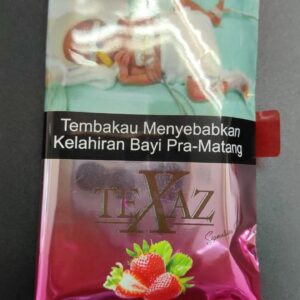 Tembakau Menyebabkan
Kelahiran Bayi Pra-Matang
TEXAZ